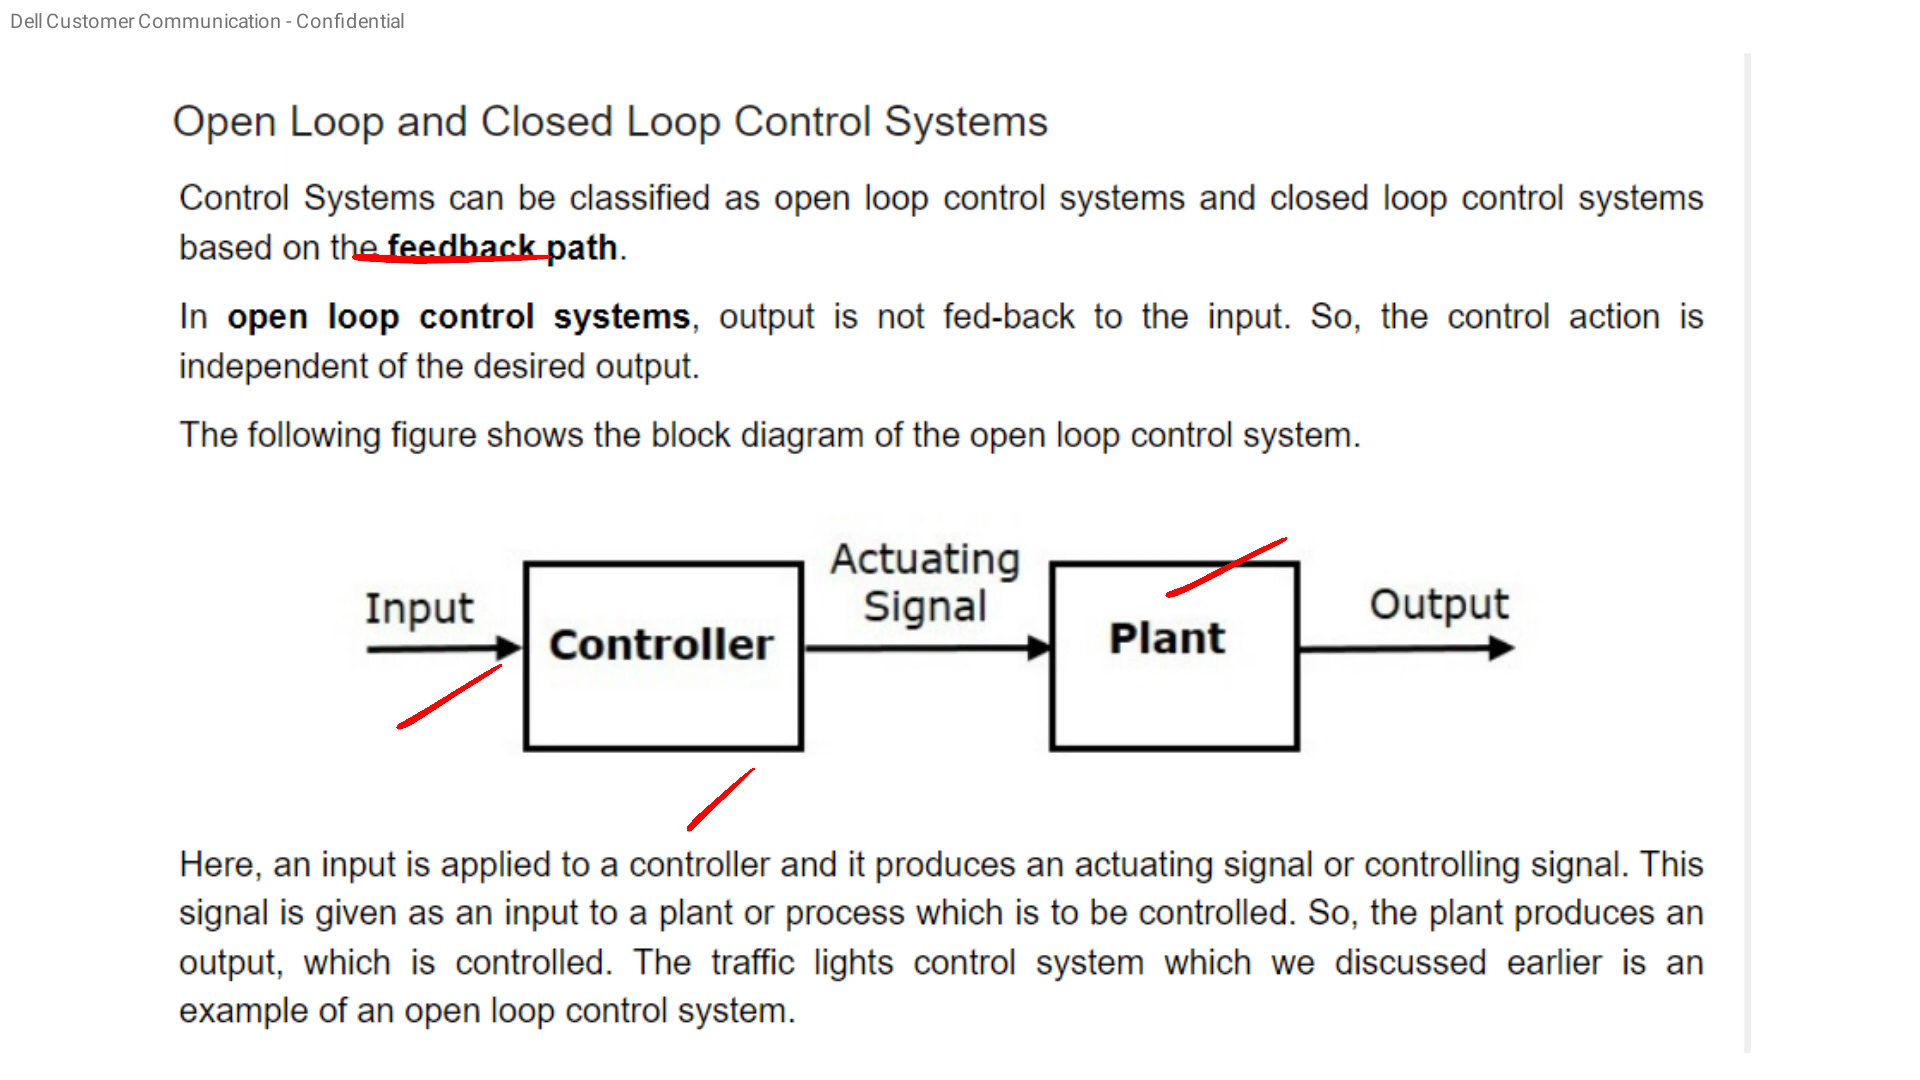 Dell Customer Communication - Confidential
Open Loop and Closed Loop Control Systems
Control Systems can be classified as open loop control systems and closed loop control systems
based on the feedback path.
In open loop control systems, output is not fed-back to the input. So, the control action is
independent of the desired output.
The following figure shows the block diagram of the open loop control system.
Input
Controller
Actuating
Signal
Plant
Output
Here, an input is applied to a controller and it produces an actuating signal or controlling signal. This
signal is given as an input to a plant or process which is to be controlled. So, the plant produces an
output, which is controlled. The traffic lights control system which we discussed earlier is an
example of an open loop control system.